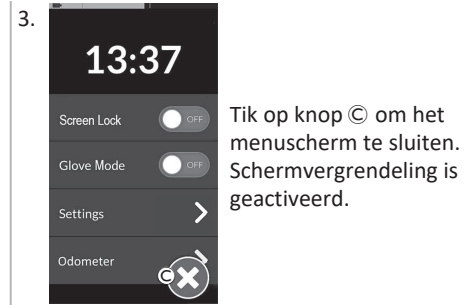 3.
13:37
Screen Lock OFF
Glove Mode OFF
Settings
Odometer
©
Tik op knop © om het
menuscherm te sluiten.
Schermvergrendeling is
geactiveerd.